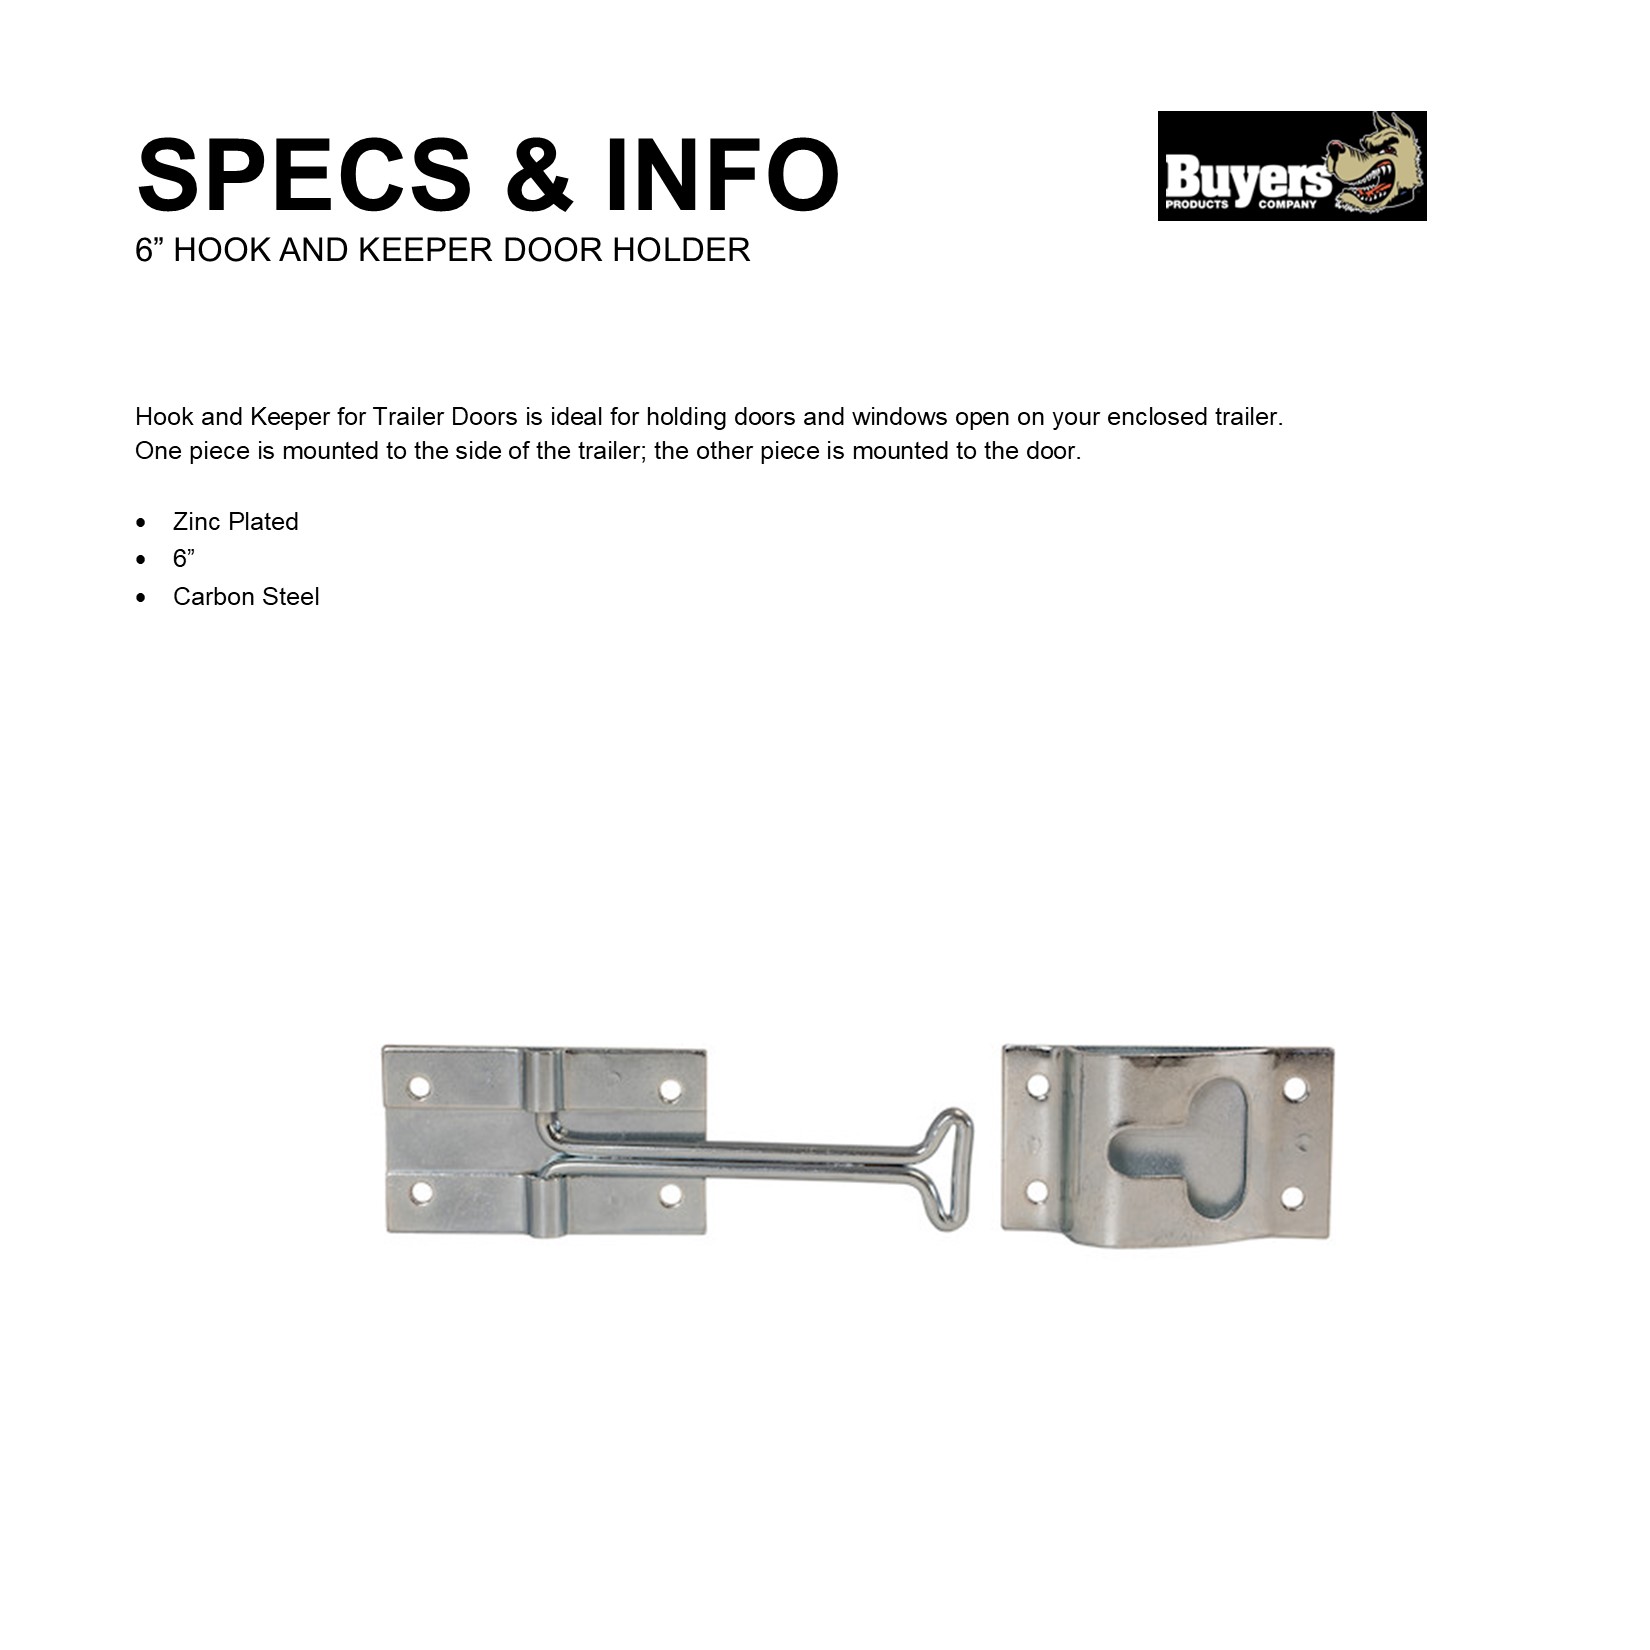 SPECS & INFO
6” HOOK AND KEEPER DOOR HOLDER
Buyers
PRODUCTS COMPANY
Hook and Keeper for Trailer Doors is ideal for holding doors and windows open on your enclosed trailer.
One piece is mounted to the side of the trailer; the other piece is mounted to the door.
• Zinc Plated
• 6”
• Carbon Steel